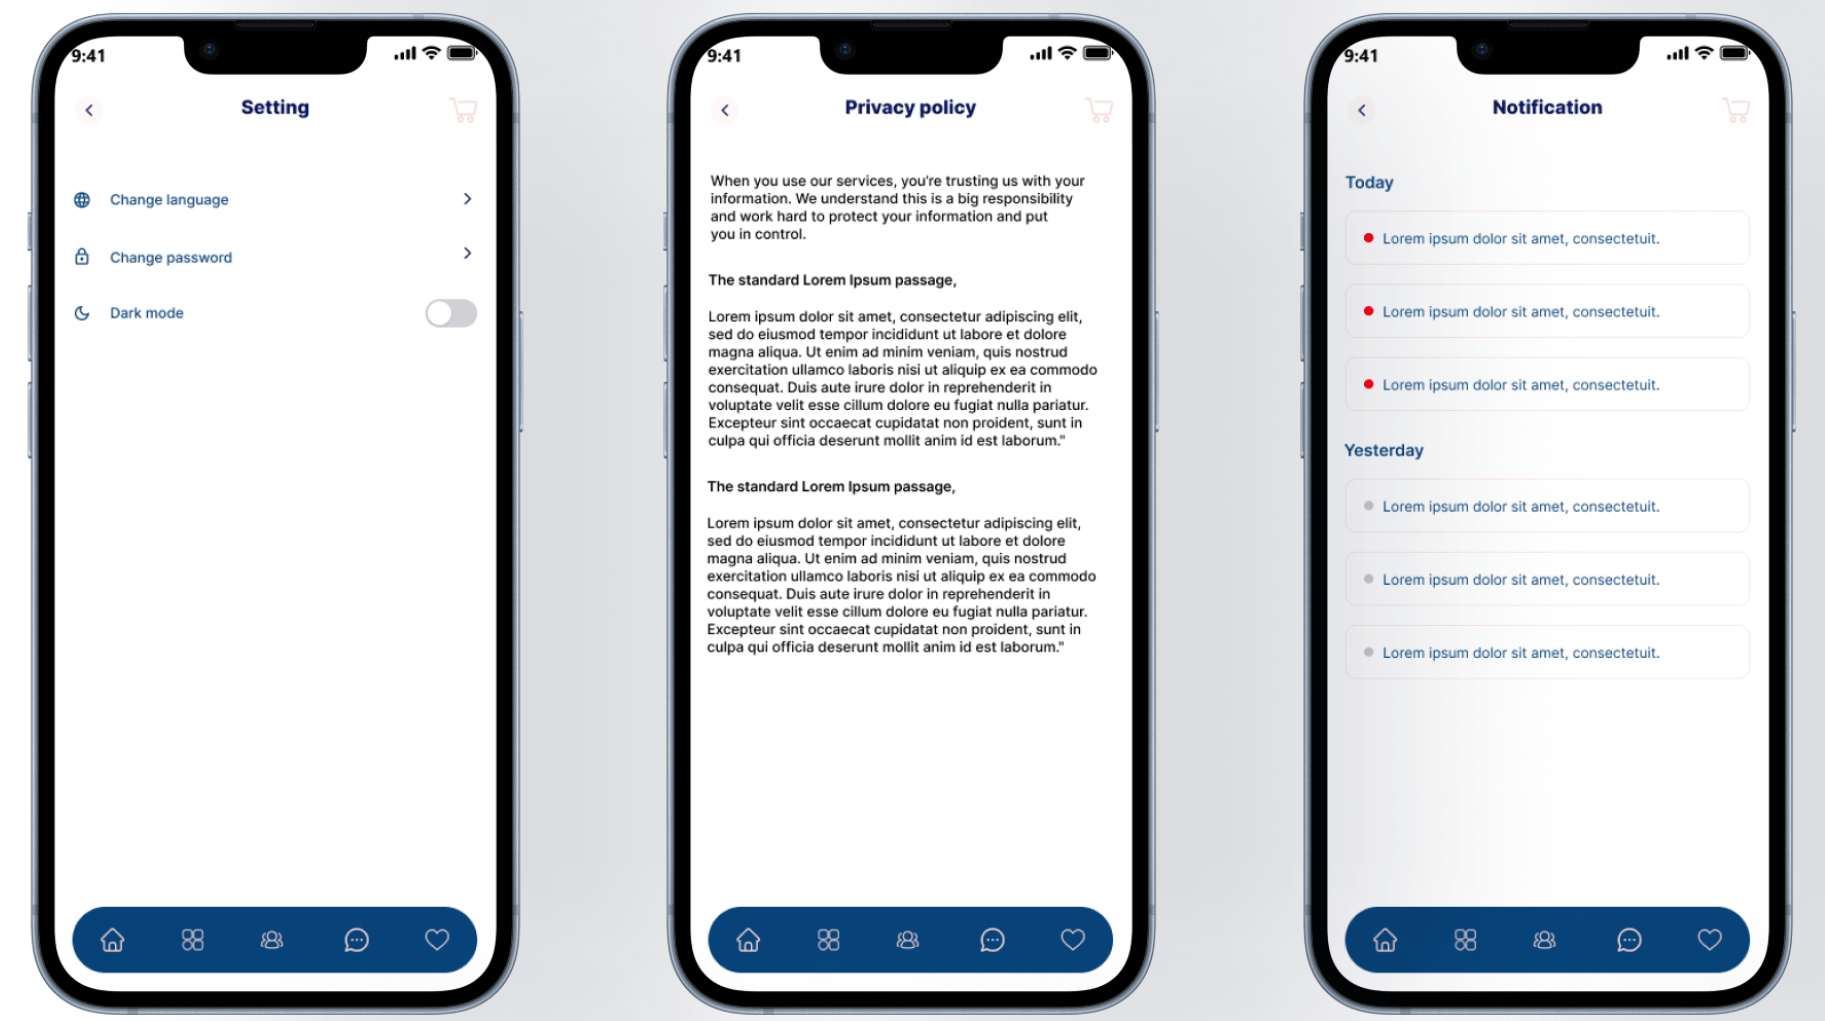 9:41
Setting
Change language
Change password
Dark mode
9:41
Privacy policy
When you use our services, you're trusting us with your
information. We understand this is a big responsibility
and work hard to protect your information and put
you in control.
The standard Lorem Ipsum passage,
Lorem ipsum dolor sit amet, consectetur adipiscing elit,
sed do eiusmod tempor incididunt ut labore et dolore
magna aliqua. Ut enim ad minim veniam, quis nostrud
exercitation ullamco laboris nisi ut aliquip ex ea commodo
consequat. Duis aute irure dolor in reprehenderit in
voluptate velit esse cillum dolore eu fugiat nulla pariatur.
Excepteur sint occaecat cupidatat non proident, sunt in
culpa qui officia deserunt mollit anim id est laborum."
The standard Lorem Ipsum passage,
Lorem ipsum dolor sit amet, consectetur adipiscing elit,
sed do eiusmod tempor incididunt ut labore et dolore
magna aliqua. Ut enim ad minim veniam, quis nostrud
exercitation ullamco laboris nisi ut aliquip ex ea commodo
consequat. Duis aute irure dolor in reprehenderit in
voluptate velit esse cillum dolore eu fugiat nulla pariatur.
Excepteur sint occaecat cupidatat non proident, sunt in
culpa qui officia deserunt mollit anim id est laborum."
9:41
Notification
Today
Lorem ipsum dolor sit amet, consectetuit.
Lorem ipsum dolor sit amet, consectetuit.
Lorem ipsum dolor sit amet, consectetuit.
Yesterday
Lorem ipsum dolor sit amet, consectetuit.
Lorem ipsum dolor sit amet, consectetuit.
Lorem ipsum dolor sit amet, consectetuit.